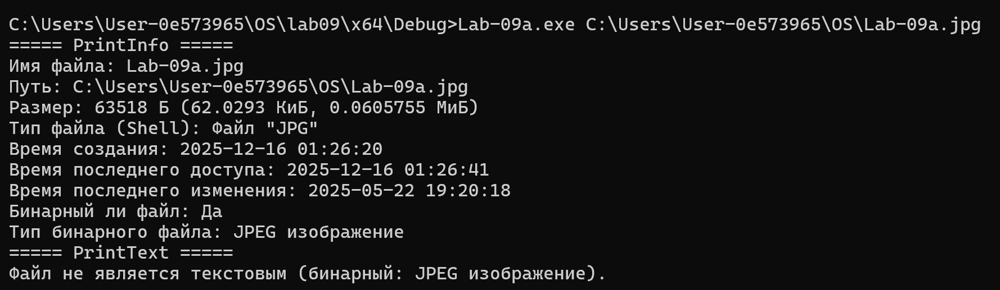 C:\Users\User-0e573965\OS\lab09\x64\Debug>Lab-09a.exe C:\Users\User-0e573965\OS\Lab-09a.jpg
===== PrintInfo =====
Имя файла: Lab-09a.jpg
Путь: C:\Users\User-0e573965\OS\Lab-09a.jpg
Размер: 63518 Б (62.0293 КиБ, 0.0605755 МиБ)
Тип файла (Shell): Файл "JPG"
Время создания: 2025-12-16 01:26:20
Время последнего доступа: 2025-12-16 01:26:41
Время последнего изменения: 2025-05-22 19:20:18
Бинарный ли файл: Да
Тип бинарного файла: JPEG изображение
===== PrintText =====
Файл не является текстовым (бинарный: JPEG изображение).